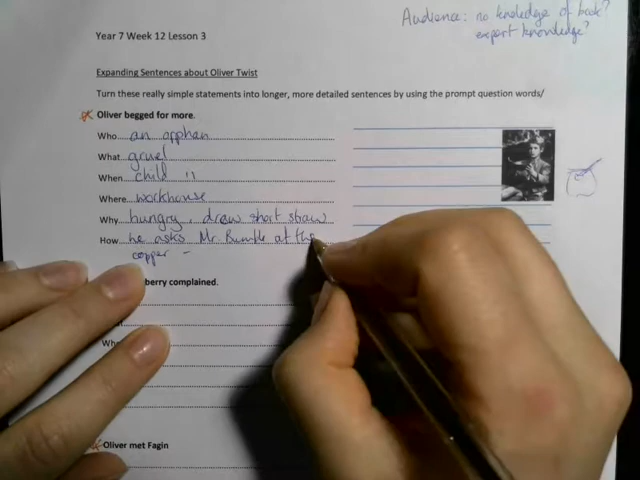 Audience: no knowledge of book?
expert knowledge?
Year 7 Week 12 Lesson 3
Expanding Sentences about Oliver Twist
Turn these really simple statements into longer, more detailed sentences by using the prompt question words/
Oliver begged for more.
Who an orphan
What gruel
When child 11
Where workhouse
Why hungry, drew short straw
How he asks Mr. Bumble at the
copper -
berry complained.
Oliver met Fagin